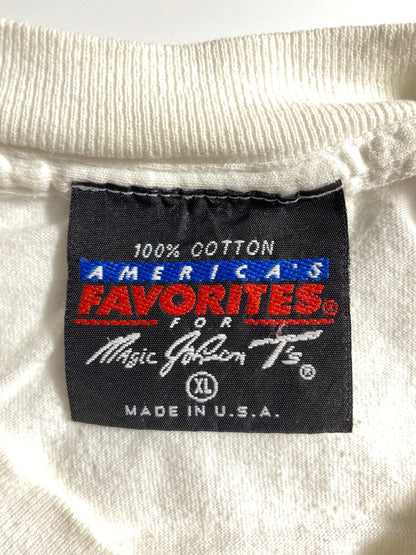 100% COTTON
AMERICA'S
FAVORITES®
FOR
Magic Johnson T's®
XL
MADE IN U.S.A.